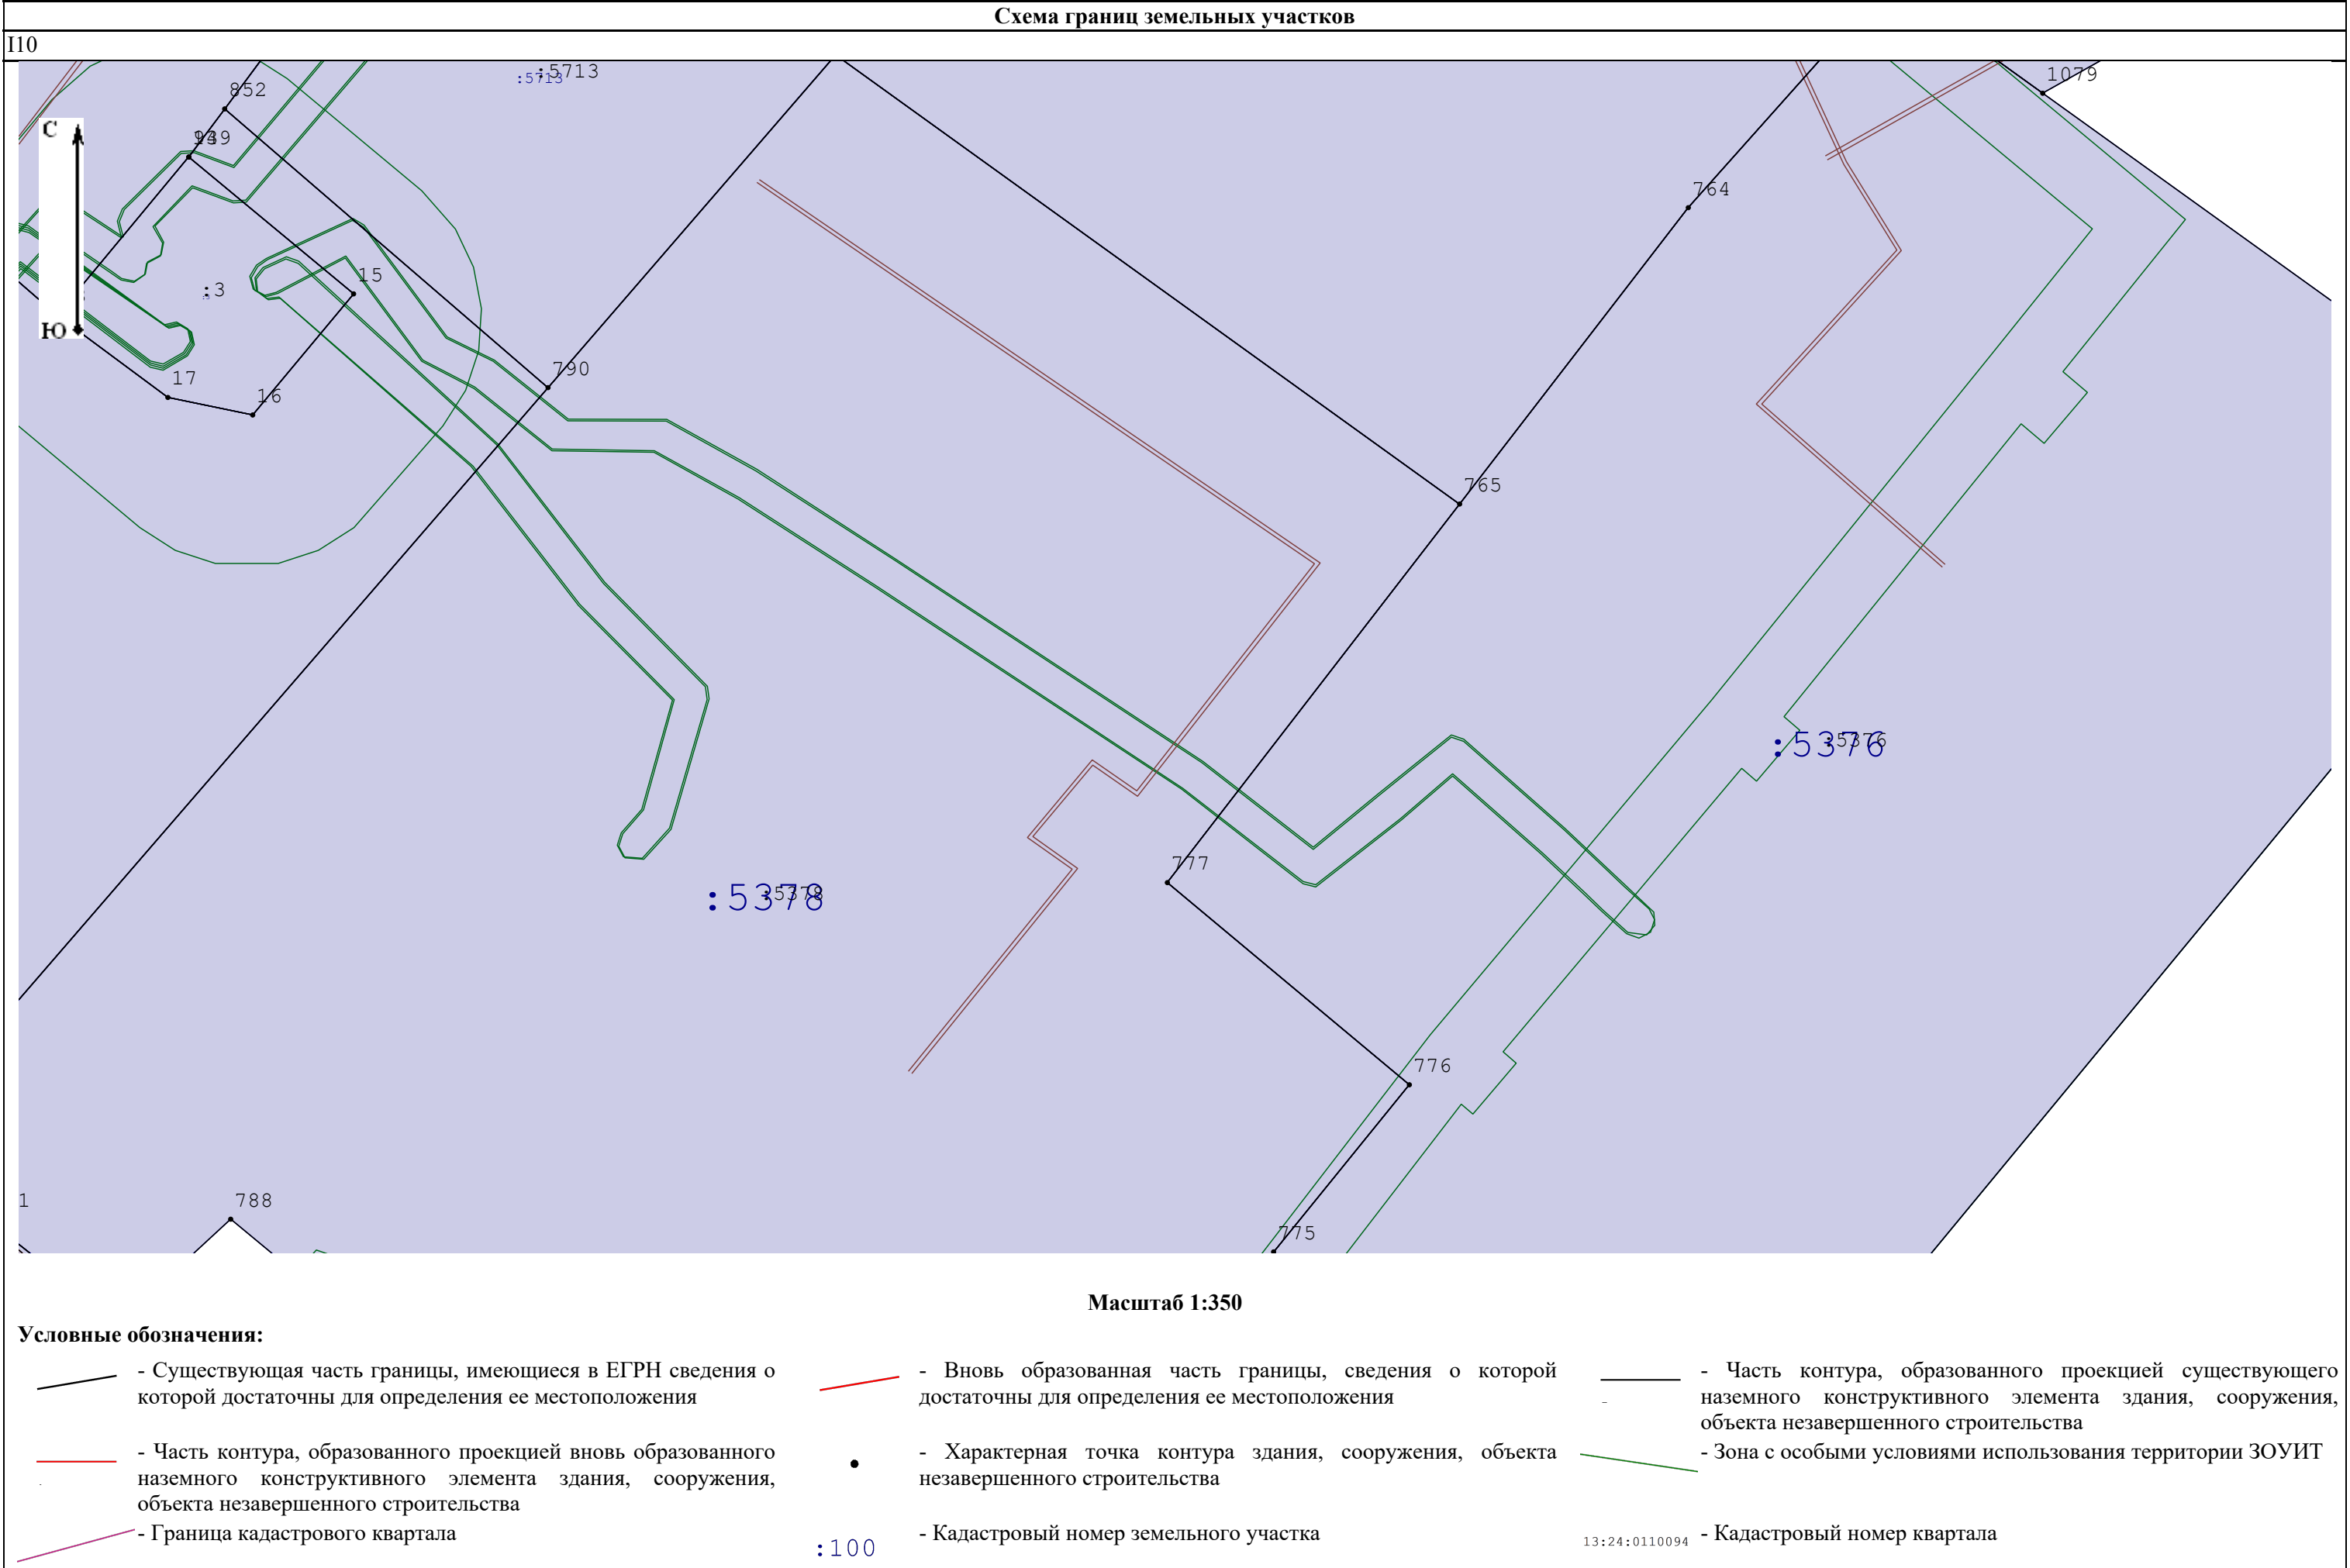 Схема границ земельных участков
I10
:5713
:5713
1079
852
С
764
15
:3
Ю
790
17
16
765
:5376
:5376
777
:5378
:5378
776
1
788
775
Масштаб 1:350
Условные обозначения:
- Существующая часть границы, имеющиеся в ЕГРН сведения о
которой достаточны для определения ее местоположения
- Вновь образованная часть границы, сведения о которой
достаточны для определения ее местоположения
- Часть контура, образованного проекцией существующего
наземного конструктивного элемента здания, сооружения,
объекта незавершенного строительства
- Часть контура, образованного проекцией вновь образованного
наземного конструктивного элемента здания, сооружения,
объекта незавершенного строительства
- Характерная точка контура здания, сооружения, объекта
незавершенного строительства
- Зона с особыми условиями использования территории ЗОУИТ
- Граница кадастрового квартала
:100
- Кадастровый номер земельного участка
13:24:0110094
- Кадастровый номер квартала